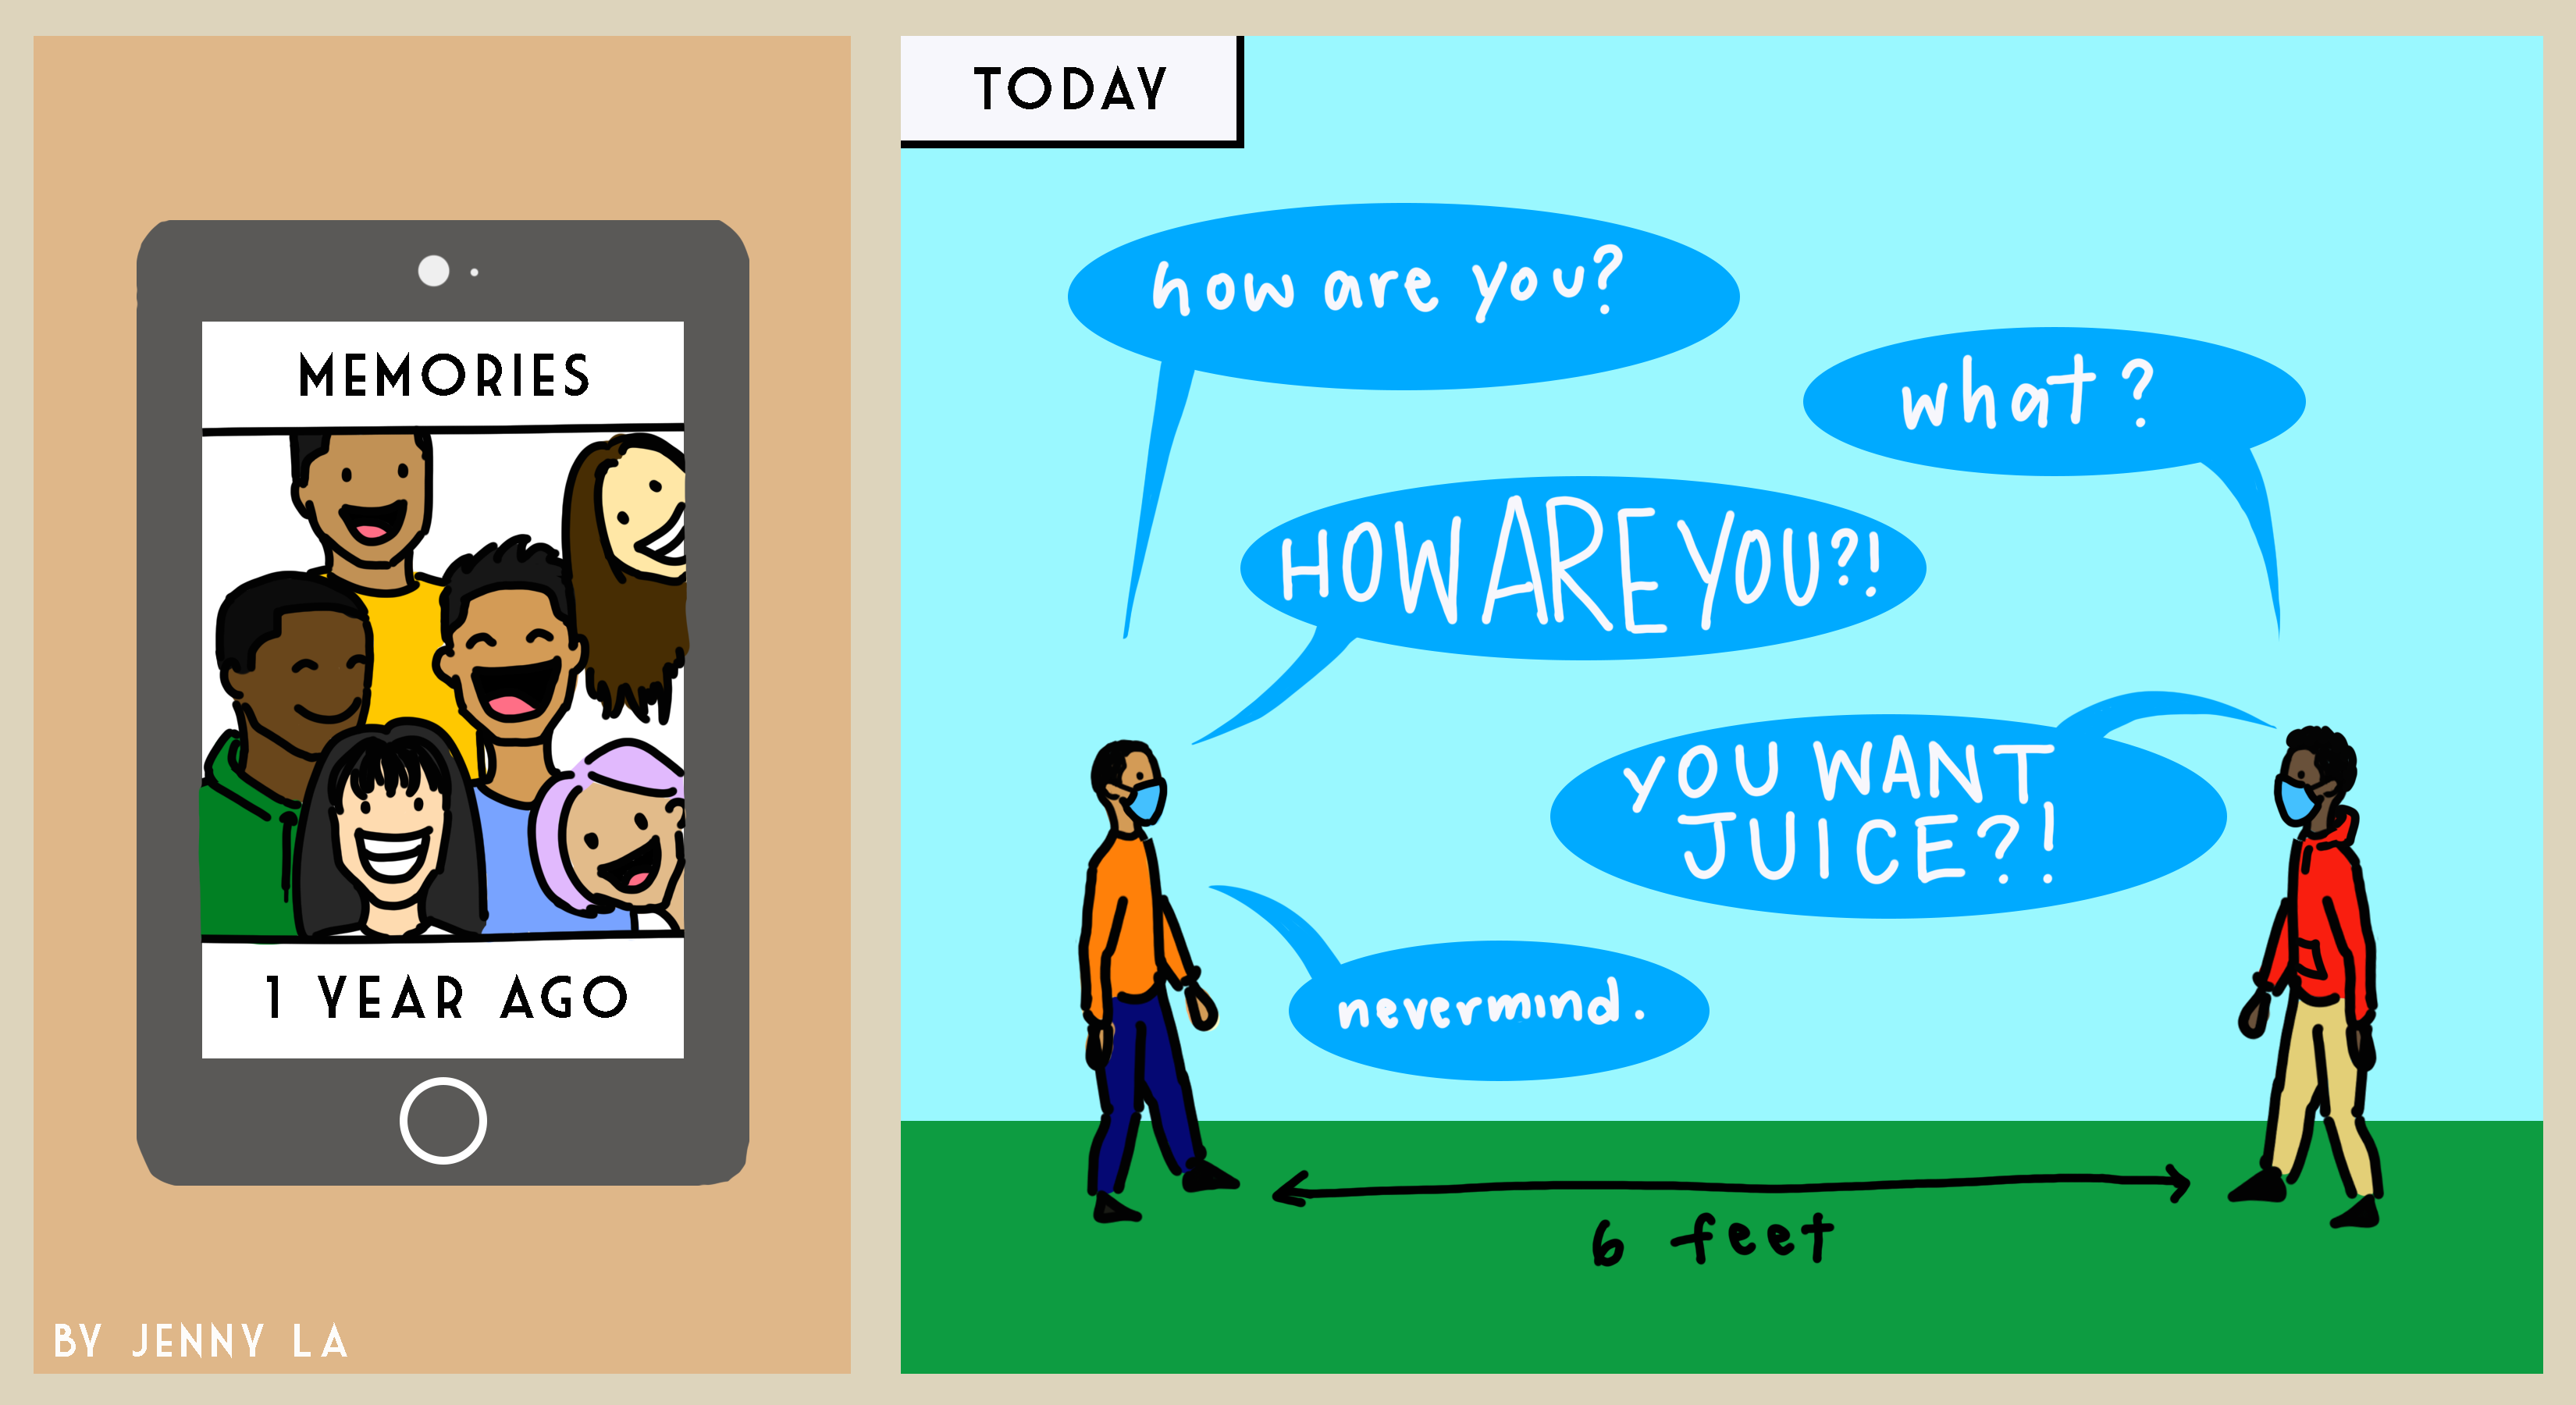 MEMORIES
1 YEAR AGO
BY JENNY LA
TODAY
how are you?
what?
HOW ARE YOU?!
YOU WANT
JUICE?!
nevermind.
6 feet